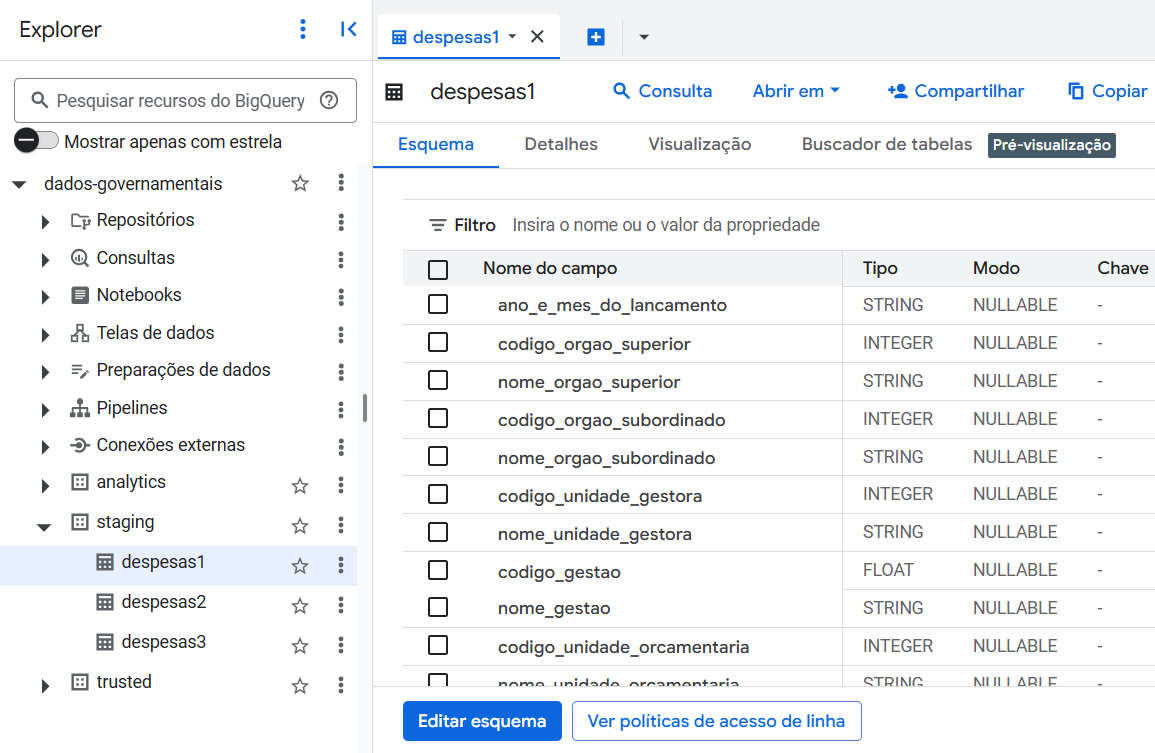 Explorer
Pesquisar recursos do BigQuery
Mostrar apenas com estrela
dados-governamentais
Repositórios
Consultas
Notebooks
Telas de dados
Preparações de dados
Pipelines
Conexões externas
analytics
staging
despesas1
despesas2
despesas3
trusted
despesas1
despesas1
Consulta
Abrir em
Compartilhar
Copiar
Esquema Detalhes Visualização Buscador de tabelas Pré-visualização
Filtro Insira o nome ou o valor da propriedade
Nome do campo Tipo Modo Chave
ano_e_mes_do_lancamento STRING NULLABLE -
codigo_orgao_superior INTEGER NULLABLE -
nome_orgao_superior STRING NULLABLE -
codigo_orgao_subordinado INTEGER NULLABLE -
nome_orgao_subordinado STRING NULLABLE -
codigo_unidade_gestora INTEGER NULLABLE -
nome_unidade_gestora STRING NULLABLE -
codigo_gestao FLOAT NULLABLE -
nome_gestao STRING NULLABLE -
codigo_unidade_orcamentaria INTEGER NULLABLE -
nome_unidade_orcamentaria STRING NULLABLE -
Editar esquema Ver políticas de acesso de linha